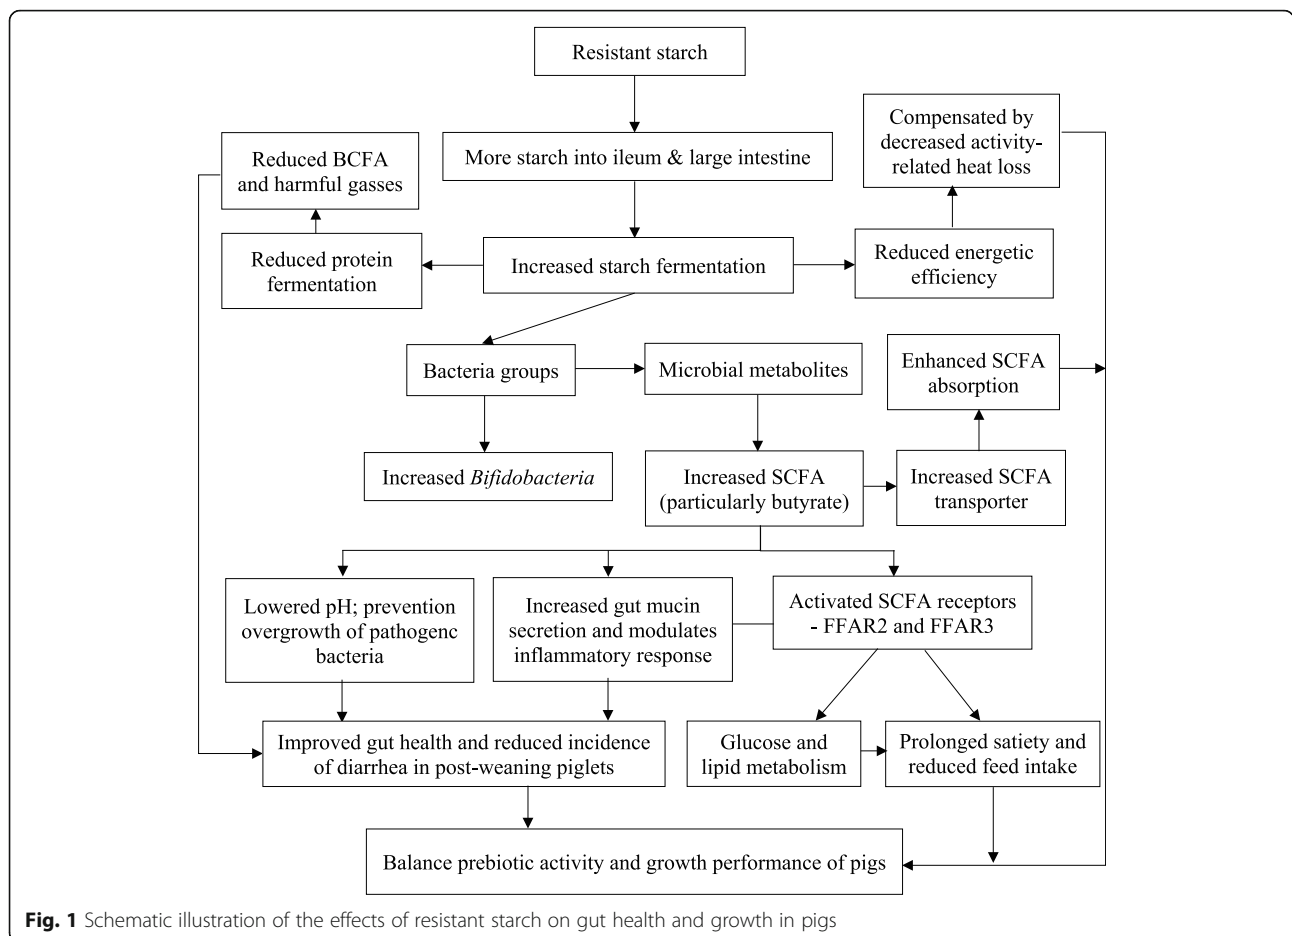 Resistant starch
Compensated by
decreased activity-
related heat loss
Reduced BCFA
and harmful gasses
More starch into ileum & large intestine
Reduced protein
fermentation
Increased starch fermentation
Reduced energetic
efficiency
Bacteria groups
Microbial metabolites
Enhanced SCFA
absorption
Increased Bifidobacteria
Increased SCFA
(particularly butyrate)
Increased SCFA
transporter
Lowered pH; prevention
overgrowth of pathogenc
bacteria
Increased gut mucin
secretion and modulates
inflammatory response
Activated SCFA receptors
- FFAR2 and FFAR3
Improved gut health and reduced incidence
of diarrhea in post-weaning piglets
Glucose and
lipid metabolism
Prolonged satiety and
reduced feed intake
Balance prebiotic activity and growth performance of pigs
Fig. 1 Schematic illustration of the effects of resistant starch on gut health and growth in pigs